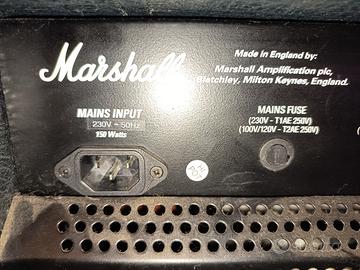 Marshall
Made in England by:
Marshall Amplification plc,
Bletchley, Milton Keynes, England.
MAINS INPUT
230V ~ 50Hz
150 Watts
MAINS FUSE
(230V - T1AE 250V)
(100V/120V - T2AE 250V)